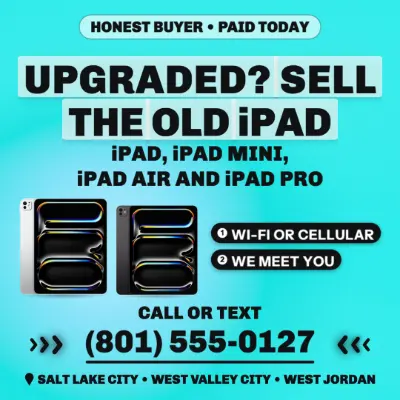 HONEST BUYER • PAID TODAY
UPGRADED? SELL
THE OLD iPAD
iPAD, iPAD MINI,
iPAD AIR AND iPAD PRO
1 WI-FI OR CELLULAR
2 WE MEET YOU
CALL OR TEXT
››› (801) 555-0127 ‹‹‹
SALT LAKE CITY • WEST VALLEY CITY • WEST JORDAN